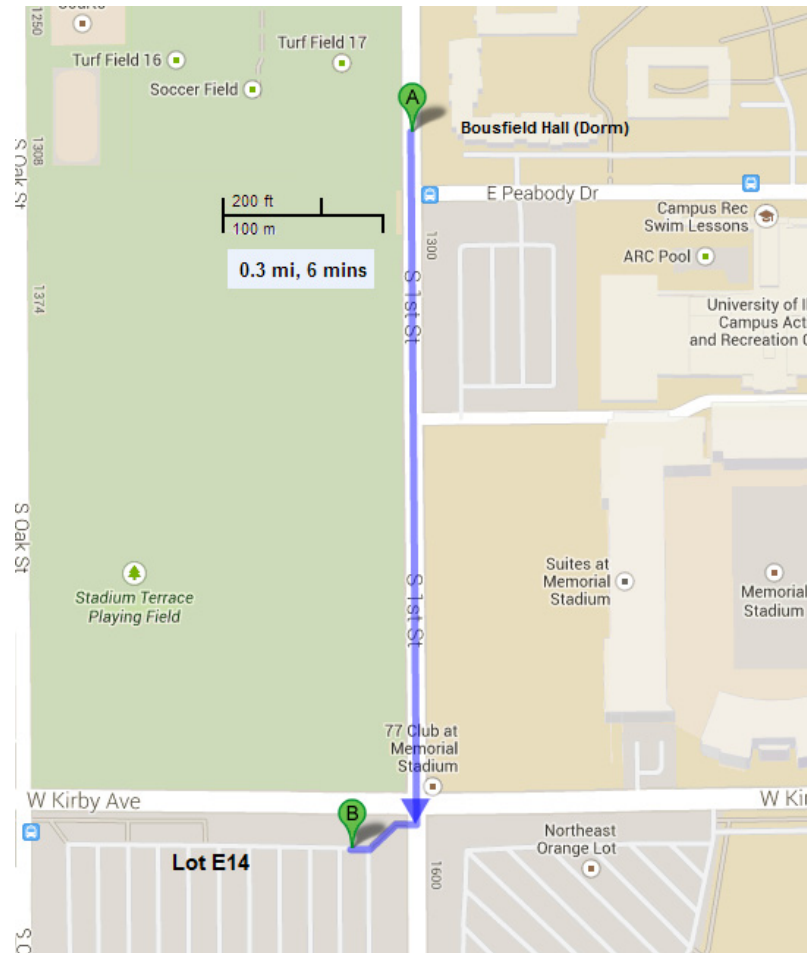 1250
Courts
Turf Field 17
Turf Field 16
Soccer Field
A
Bousfield Hall (Dorm)
1308
S Oak St
E Peabody Dr
200 ft
100 m
Campus Rec
Swim Lessons
1300
ARC Pool
0.3 mi, 6 mins
S 1st St
1374
University of Il
Campus Act
and Recreation C
S Oak St
Suites at
Memorial
Stadium
Memorial
Stadium
Stadium Terrace
Playing Field
S 1st St
77 Club at
Memorial
Stadium
W Kirby Ave
W Kir
B
Lot E14
Northeast
Orange Lot
1600
S O